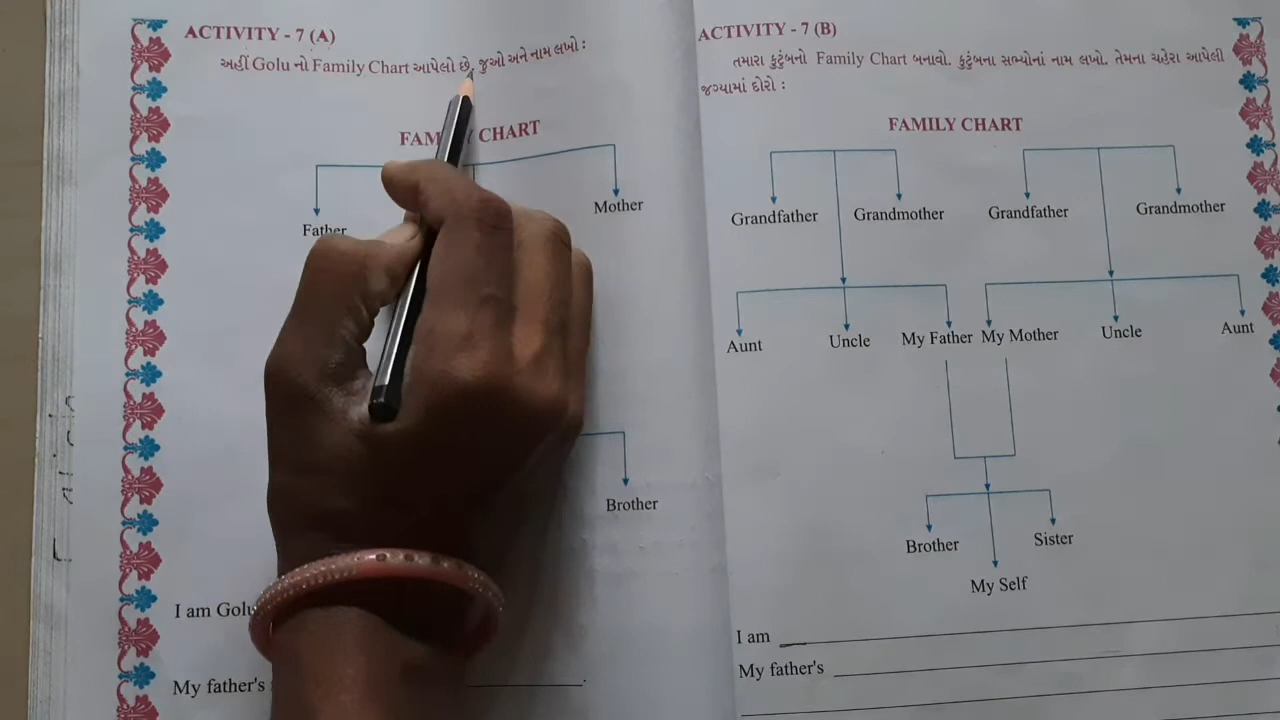 ACTIVITY - 7 (A)
અહીં Golu નો Family Chart આપેલો છે, જુઓ અને નામ લખો :
CHART
Father
Mother
Brother
I am Golu
My father's
ACTIVITY - 7 (B)
તમારા કુટુંબનો Family Chart બનાવો. કુટુંબના સભ્યોનાં નામ લખો. તેમના ચહેરા આપેલી
જગ્યામાં દોરો :
FAMILY CHART
Grandfather Grandmother Grandfather Grandmother
Aunt Uncle My Father My Mother Uncle Aunt
Brother Sister
My Self
I am
My father's